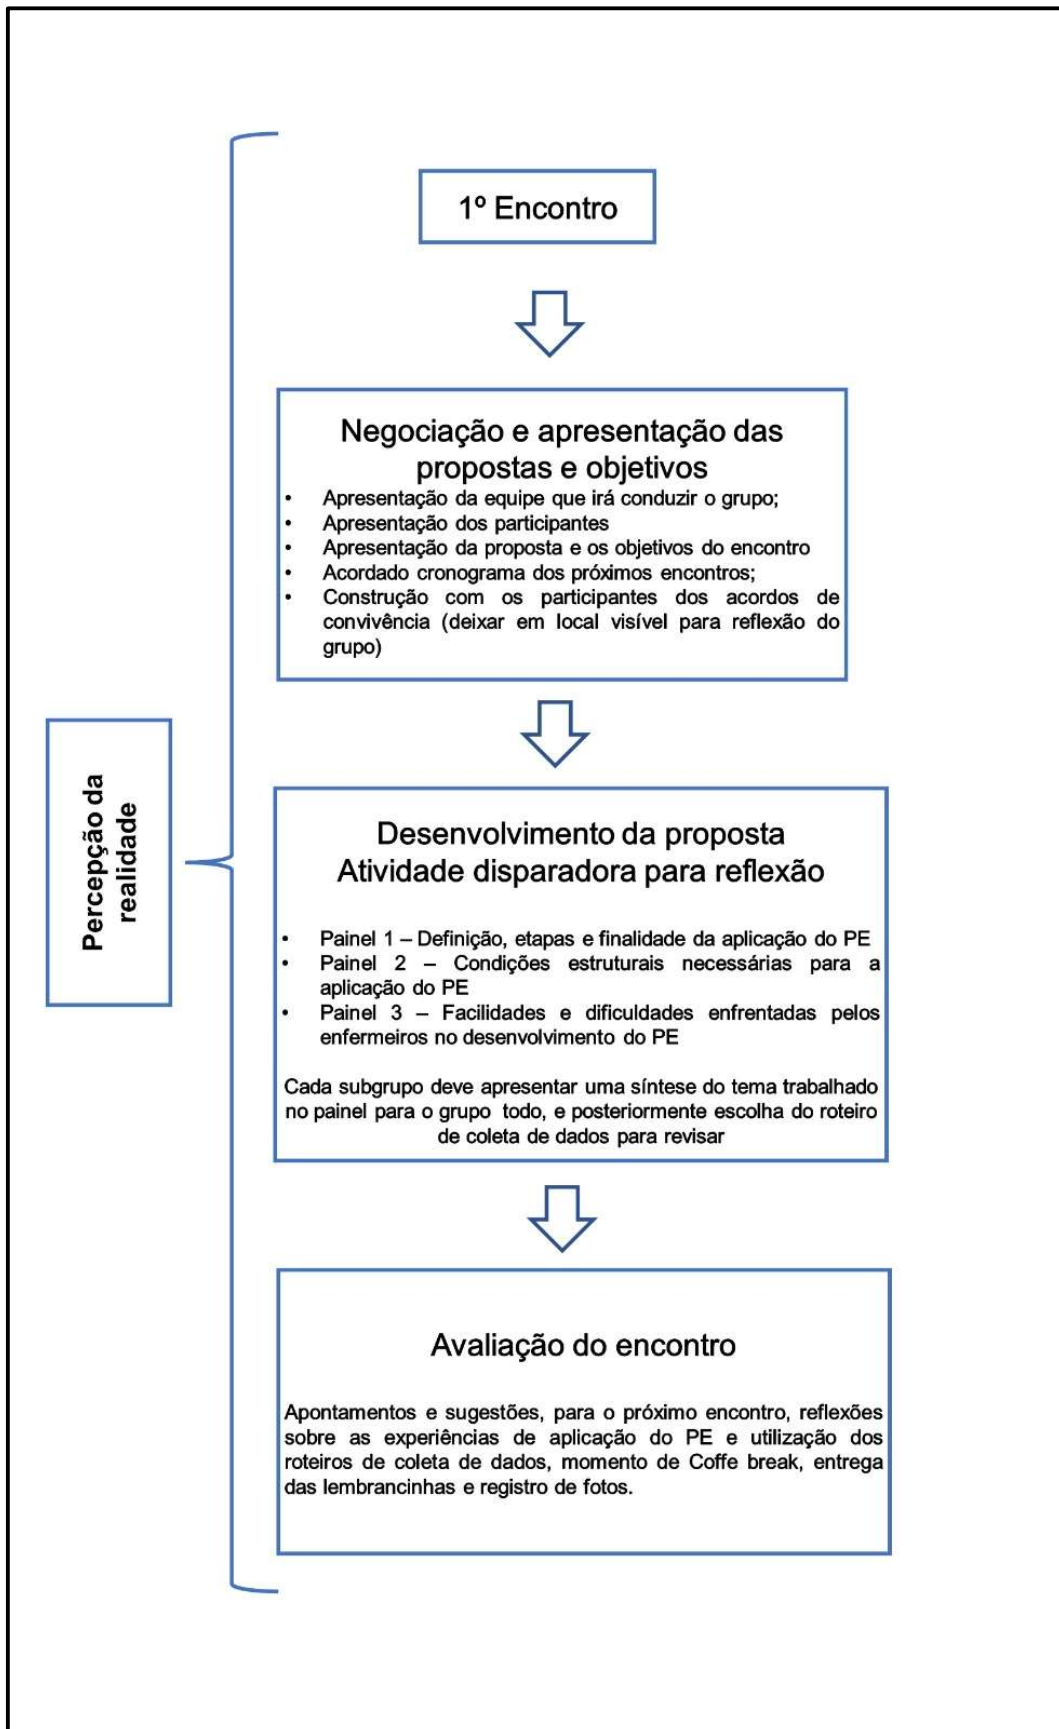 1º Encontro
Negociação e apresentação das
propostas e objetivos
• Apresentação da equipe que irá conduzir o grupo;
• Apresentação dos participantes
• Apresentação da proposta e os objetivos do encontro
• Acordado cronograma dos próximos encontros;
• Construção com os participantes dos acordos de
convivência (deixar em local visível para reflexão do
grupo)
Percepção da
realidade
Desenvolvimento da proposta
Atividade disparadora para reflexão
• Painel 1 – Definição, etapas e finalidade da aplicação do PE
• Painel 2 – Condições estruturais necessárias para a
aplicação do PE
• Painel 3 – Facilidades e dificuldades enfrentadas pelos
enfermeiros no desenvolvimento do PE
Cada subgrupo deve apresentar uma síntese do tema trabalhado
no painel para o grupo todo, e posteriormente escolha do roteiro
de coleta de dados para revisar
Avaliação do encontro
Apontamentos e sugestões, para o próximo encontro, reflexões
sobre as experiências de aplicação do PE e utilização dos
roteiros de coleta de dados, momento de Coffe break, entrega
das lembrancinhas e registro de fotos.